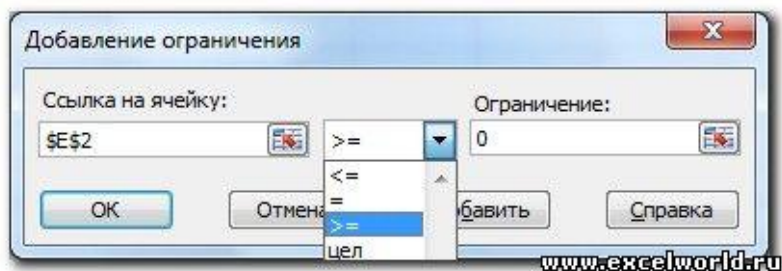 Добавление ограничения
Ссылка на ячейку:
Ограничение:
$E$2
>=
0
<=
=
>=
цел
OK
Отмена
бавить
Справка
www.excelworld.ru